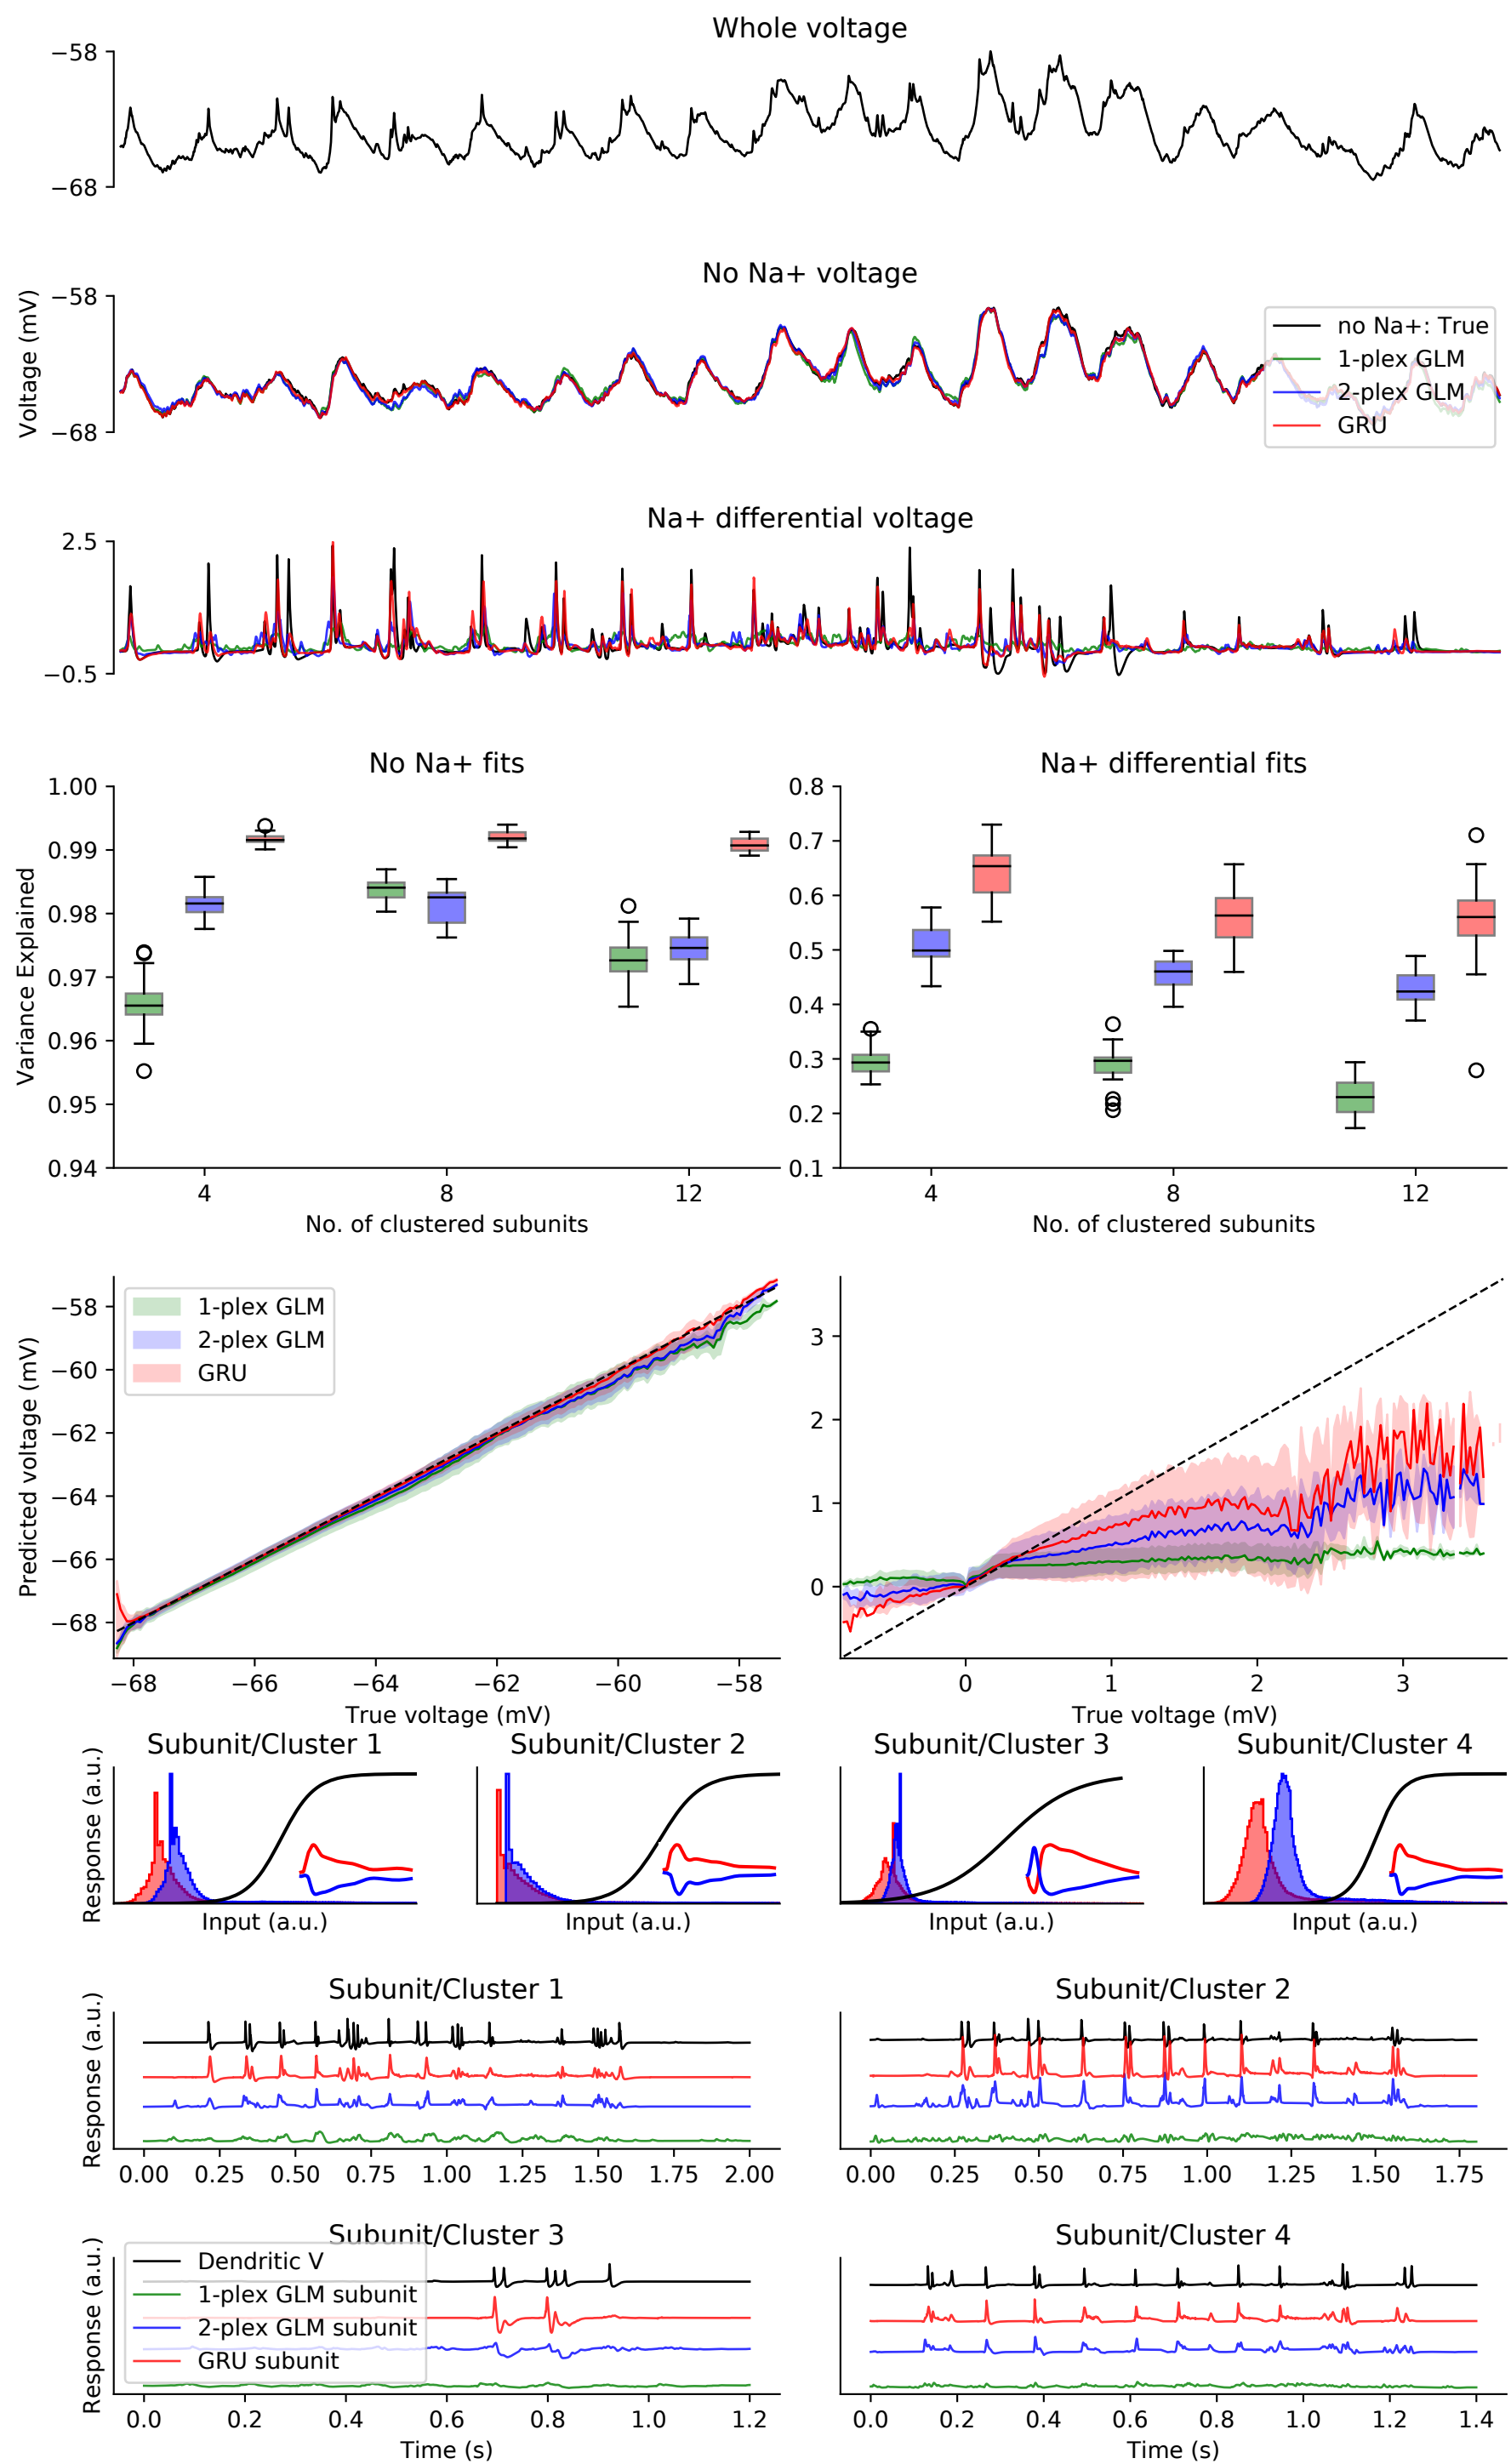 Whole voltage
−58
−68
No Na+ voltage
−58
Voltage (mV)
−68
no Na+: True
1-plex GLM
2-plex GLM
GRU
Na+ differential voltage
2.5
−0.5
No Na+ fits
Na+ differential fits
1.00
0.99
0.98
0.97
0.96
0.95
0.94
Variance Explained
4 8 12
No. of clustered subunits
0.8
0.7
0.6
0.5
0.4
0.3
0.2
0.1
4 8 12
No. of clustered subunits
1-plex GLM
2-plex GLM
GRU
−58
−60
−62
−64
−66
−68
Predicted voltage (mV)
−68 −66 −64 −62 −60 −58
True voltage (mV)
3
2
1
0
0 1 2 3
True voltage (mV)
Subunit/Cluster 1
Subunit/Cluster 2
Subunit/Cluster 3
Subunit/Cluster 4
Response (a.u.)
Input (a.u.)
Input (a.u.)
Input (a.u.)
Input (a.u.)
Subunit/Cluster 1
Subunit/Cluster 2
Response (a.u.)
0.00 0.25 0.50 0.75 1.00 1.25 1.50 1.75 2.00
0.00 0.25 0.50 0.75 1.00 1.25 1.50 1.75
Subunit/Cluster 3
Subunit/Cluster 4
Response (a.u.)
Dendritic V
1-plex GLM subunit
2-plex GLM subunit
GRU subunit
0.0 0.2 0.4 0.6 0.8 1.0 1.2
Time (s)
0.0 0.2 0.4 0.6 0.8 1.0 1.2 1.4
Time (s)